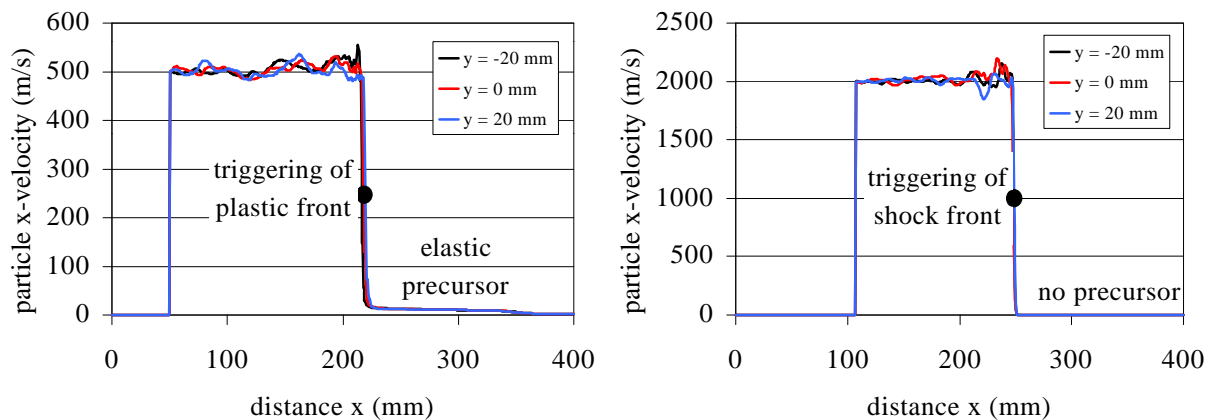 600
500
400
300
200
100
0
particle x-velocity (m/s)
y = -20 mm
y = 0 mm
y = 20 mm
triggering of
plastic front
elastic
precursor
0
100
200
300
400
distance x (mm)
2500
2000
1500
1000
500
0
particle x-velocity (m/s)
y = -20 mm
y = 0 mm
y = 20 mm
triggering of
shock front
no precursor
0
100
200
300
400
distance x (mm)